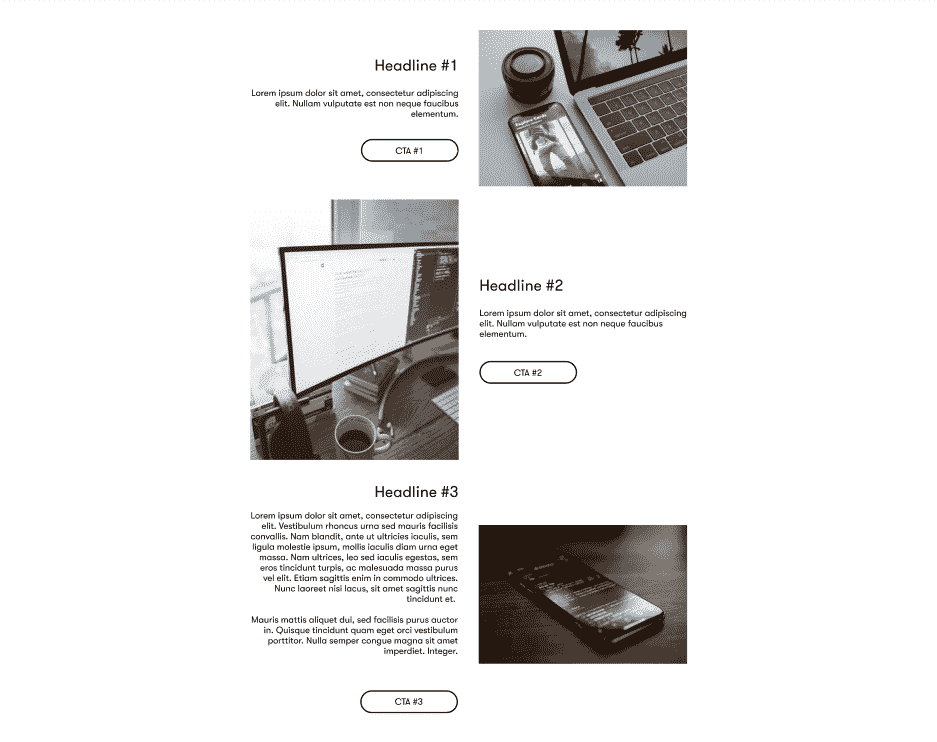 Headline #1
Lorem ipsum dolor sit amet, consectetur adipiscing
elit. Nullam vulputate est non neque faucibus
elementum.
CTA #1
Headline #2
Lorem ipsum dolor sit amet, consectetur adipiscing
elit. Nullam vulputate est non neque faucibus
elementum.
CTA #2
Headline #3
Lorem ipsum dolor sit amet, consectetur adipiscing
elit. Vestibulum rhoncus urna sed mauris facilisis
convallis. Nam blandit, ante ut ultricies iaculis, sem
ligula molestie ipsum, mollis iaculis diam urna eget
massa. Nam ultrices, leo sed iaculis egestas, sem
eros tincidunt turpis, ac malesuada massa purus
vel elit. Etiam sagittis enim in commodo ultrices.
Nunc laoreet nisi lacus, sit amet sagittis nunc
tincidunt et.
Mauris mattis aliquet dui, sed facilisis purus auctor
in. Quisque tincidunt quam eget orci vestibulum
porttitor. Nulla semper congue magna sit amet
imperdiet. Integer.
CTA #3